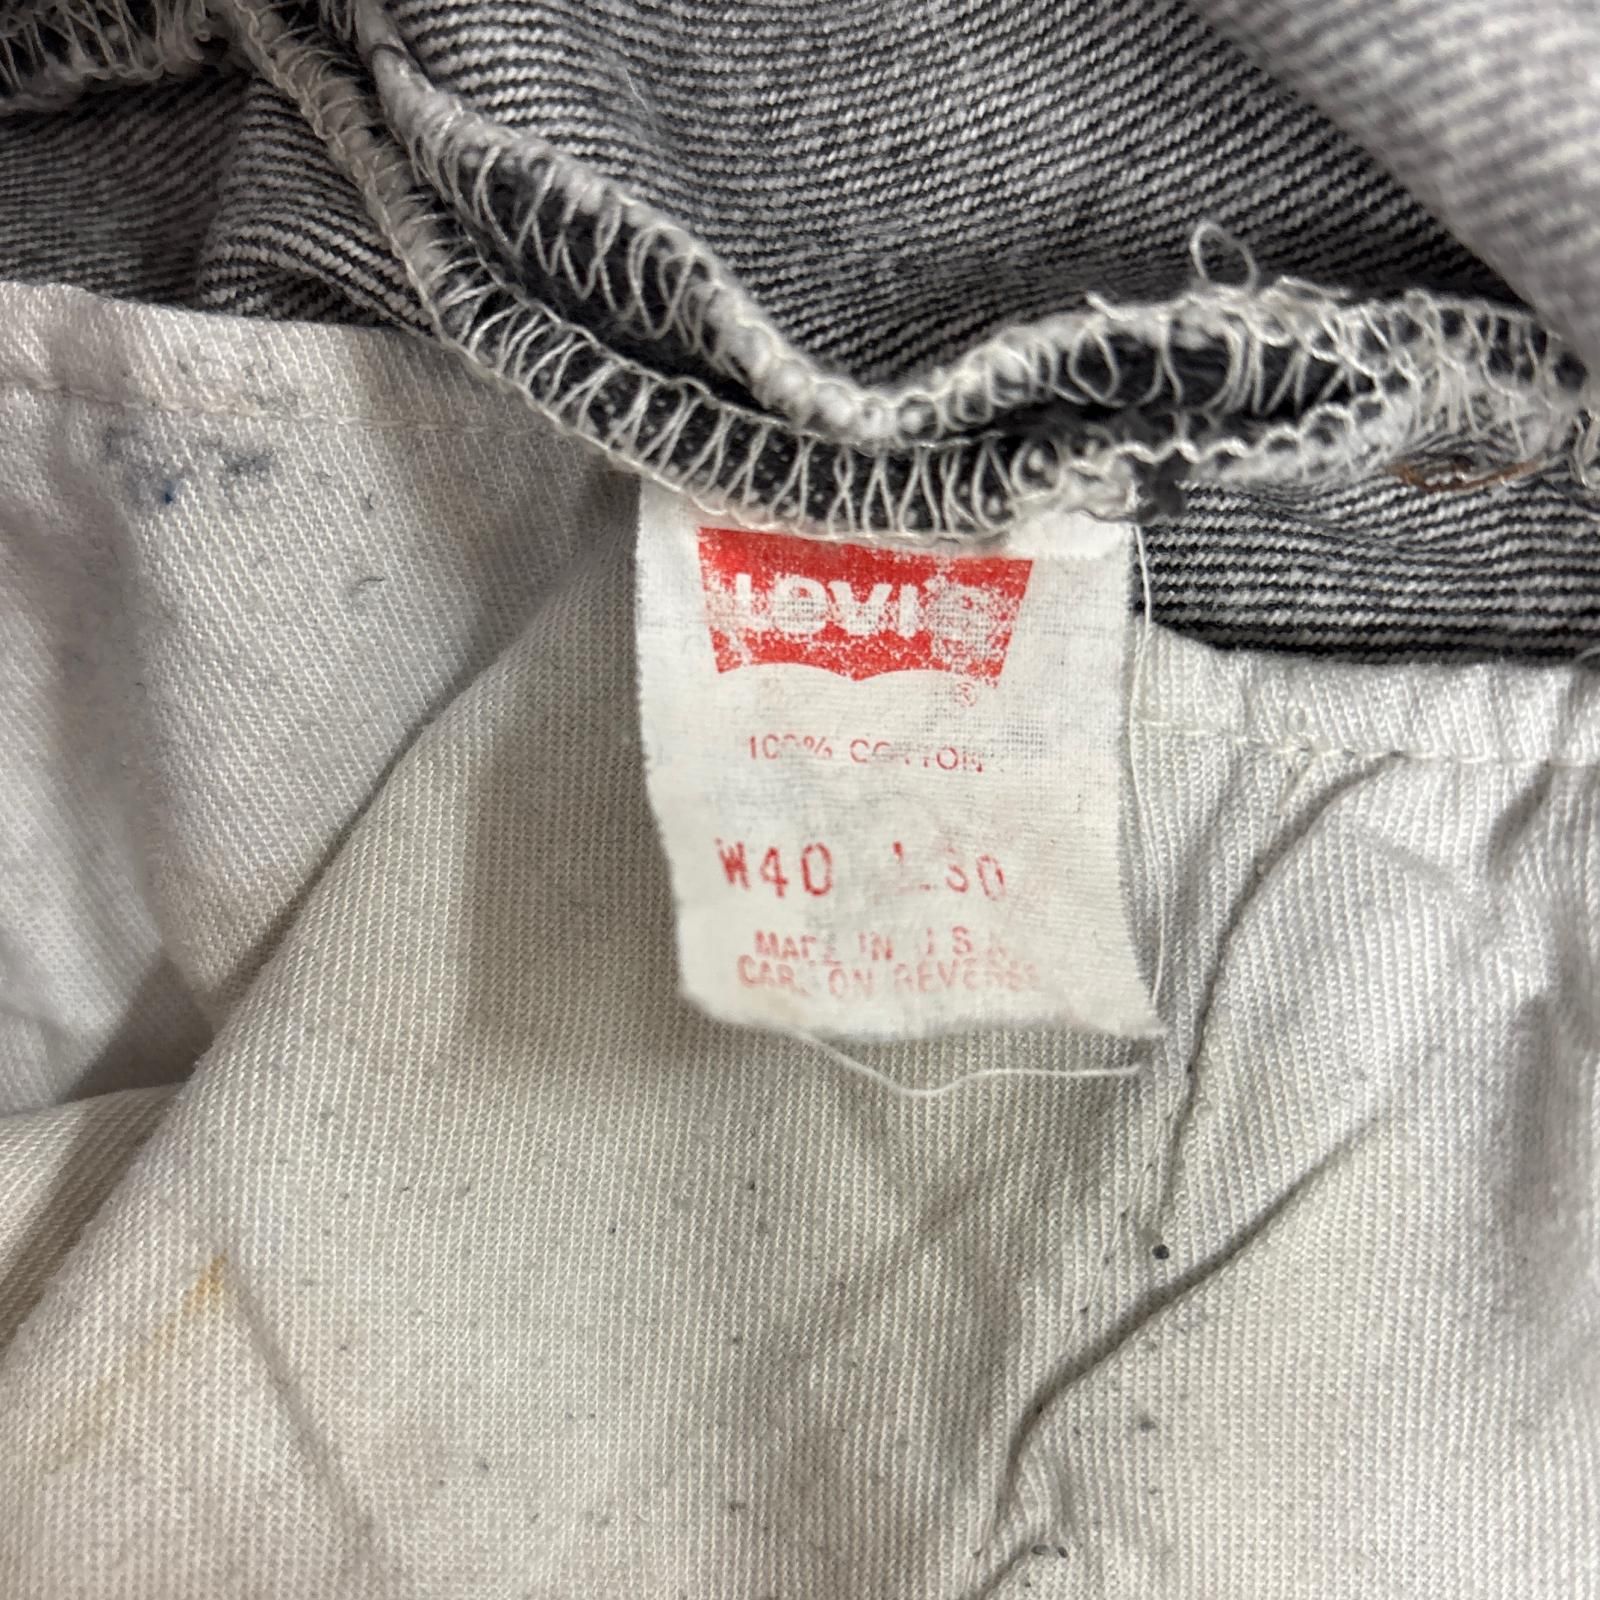 Levi's
®
100% COTTON
W40 L30
MADE IN U.S.A.
CARE ON REVERSE